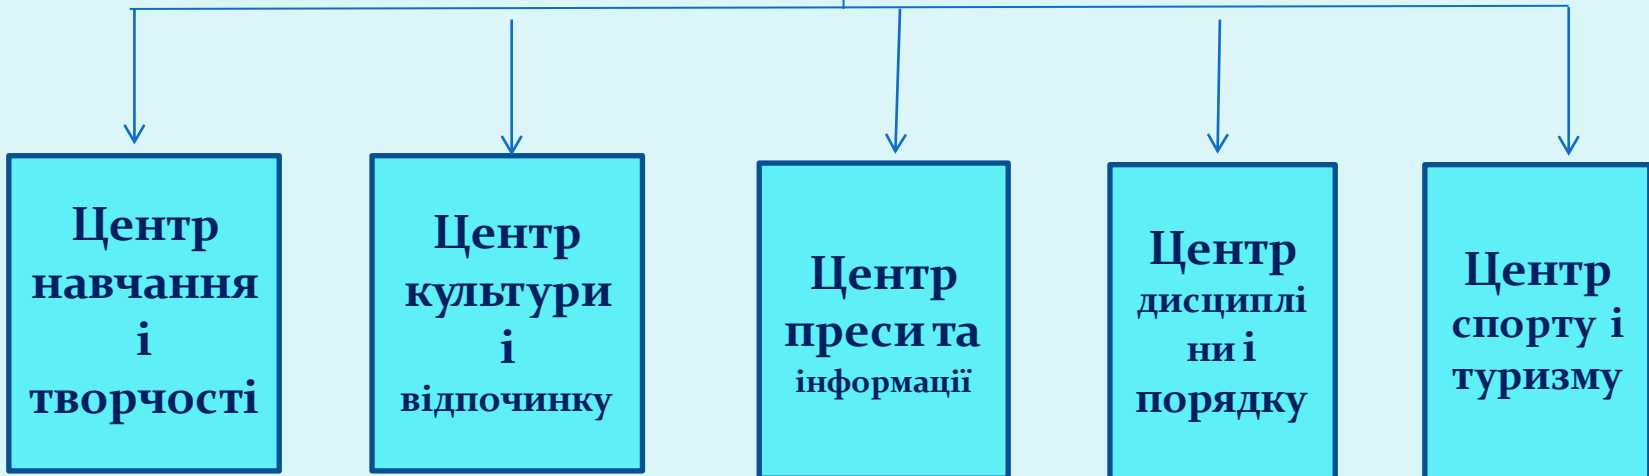 Центр
навчання
і
творчості
Центр
культури
і
відпочинку
Центр
преси та
інформації
Центр
дисциплі
ни і
порядку
Центр
спорту і
туризму